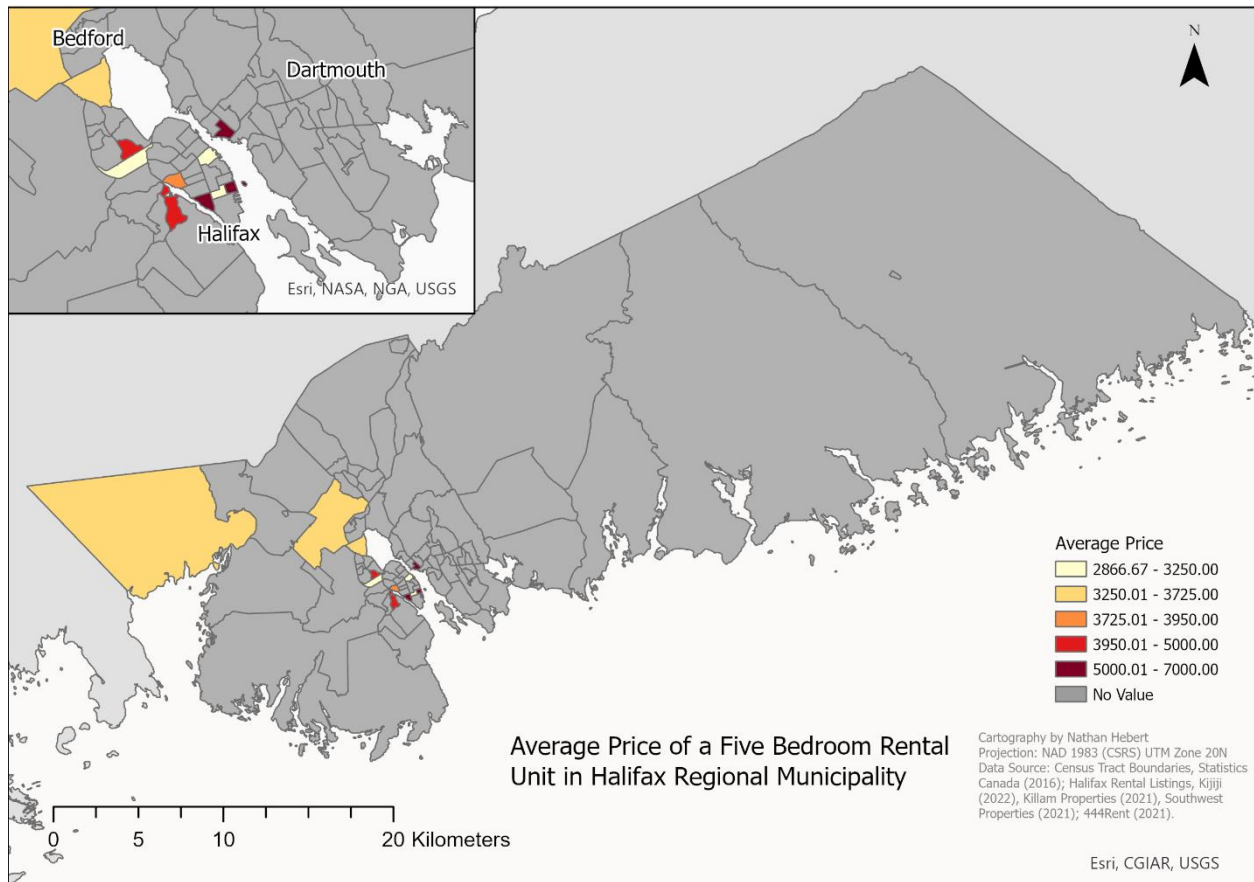 Bedford
Dartmouth
Halifax
Esri, NASA, NGA, USGS
N
Average Price
2866.67 - 3250.00
3250.01 - 3725.00
3725.01 - 3950.00
3950.01 - 5000.00
5000.01 - 7000.00
No Value
Average Price of a Five Bedroom Rental
Unit in Halifax Regional Municipality
Cartography by Nathan Hebert
Projection: NAD 1983 (CSRS) UTM Zone 20N
Data Source: Census Tract Boundaries, Statistics
Canada (2016); Halifax Rental Listings, Kijiji
(2022), Killam Properties (2021), Southwest
Properties (2021); 444Rent (2021).
0 5 10 20 Kilometers
Esri, CGIAR, USGS